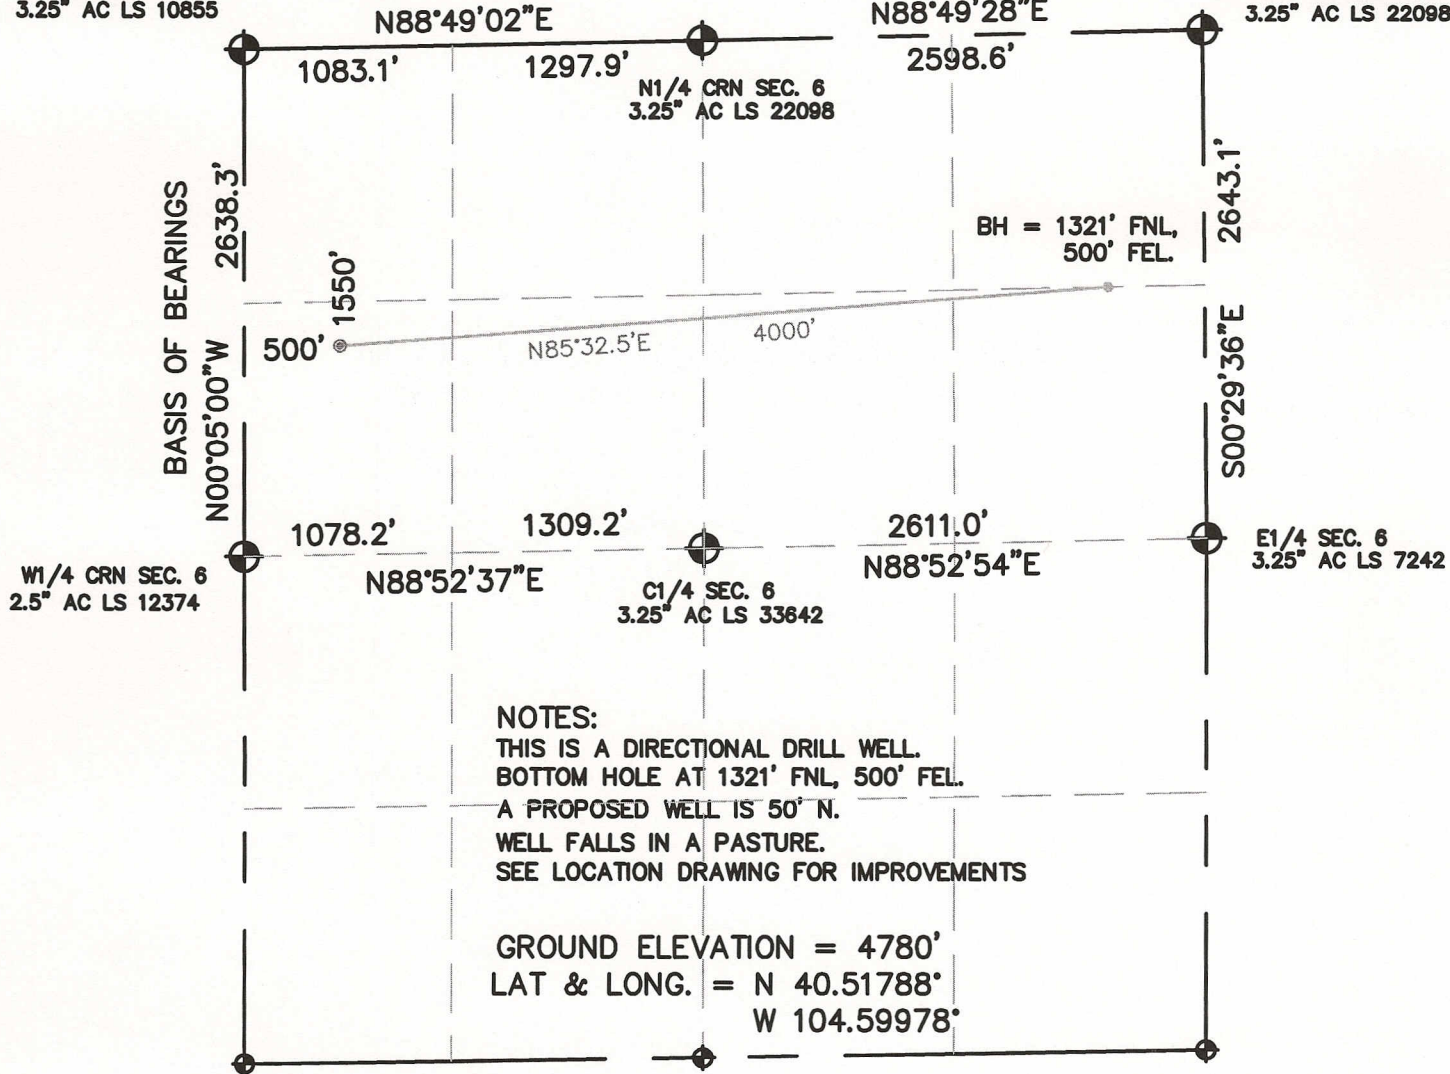 3.25" AC LS 10855
N88°49'02"E
N88°49'28"E
3.25" AC LS 22098
1083.1'
1297.9'
2598.6'
N1/4 CRN SEC. 6
3.25" AC LS 22098
BASIS OF BEARINGS
N00°05'00"W
2638.3'
2643.1'
S00°29'36"E
BH = 1321' FNL,
500' FEL.
1550'
500'
N85°32.5'E
4000'
1078.2'
1309.2'
2611.0'
W1/4 CRN SEC. 6
2.5" AC LS 12374
N88°52'37"E
C1/4 SEC. 6
3.25" AC LS 33642
N88°52'54"E
E1/4 SEC. 6
3.25" AC LS 7242
NOTES:
THIS IS A DIRECTIONAL DRILL WELL.
BOTTOM HOLE AT 1321' FNL, 500' FEL.
A PROPOSED WELL IS 50' N.
WELL FALLS IN A PASTURE.
SEE LOCATION DRAWING FOR IMPROVEMENTS
GROUND ELEVATION = 4780'
LAT & LONG. = N 40.51788°
W 104.59978°